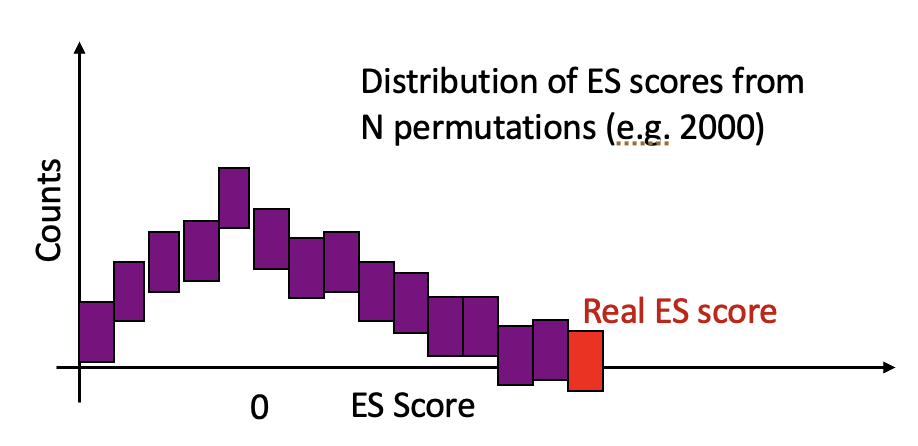 Distribution of ES scores from
N permutations (e.g. 2000)
Counts
Real ES score
0
ES Score